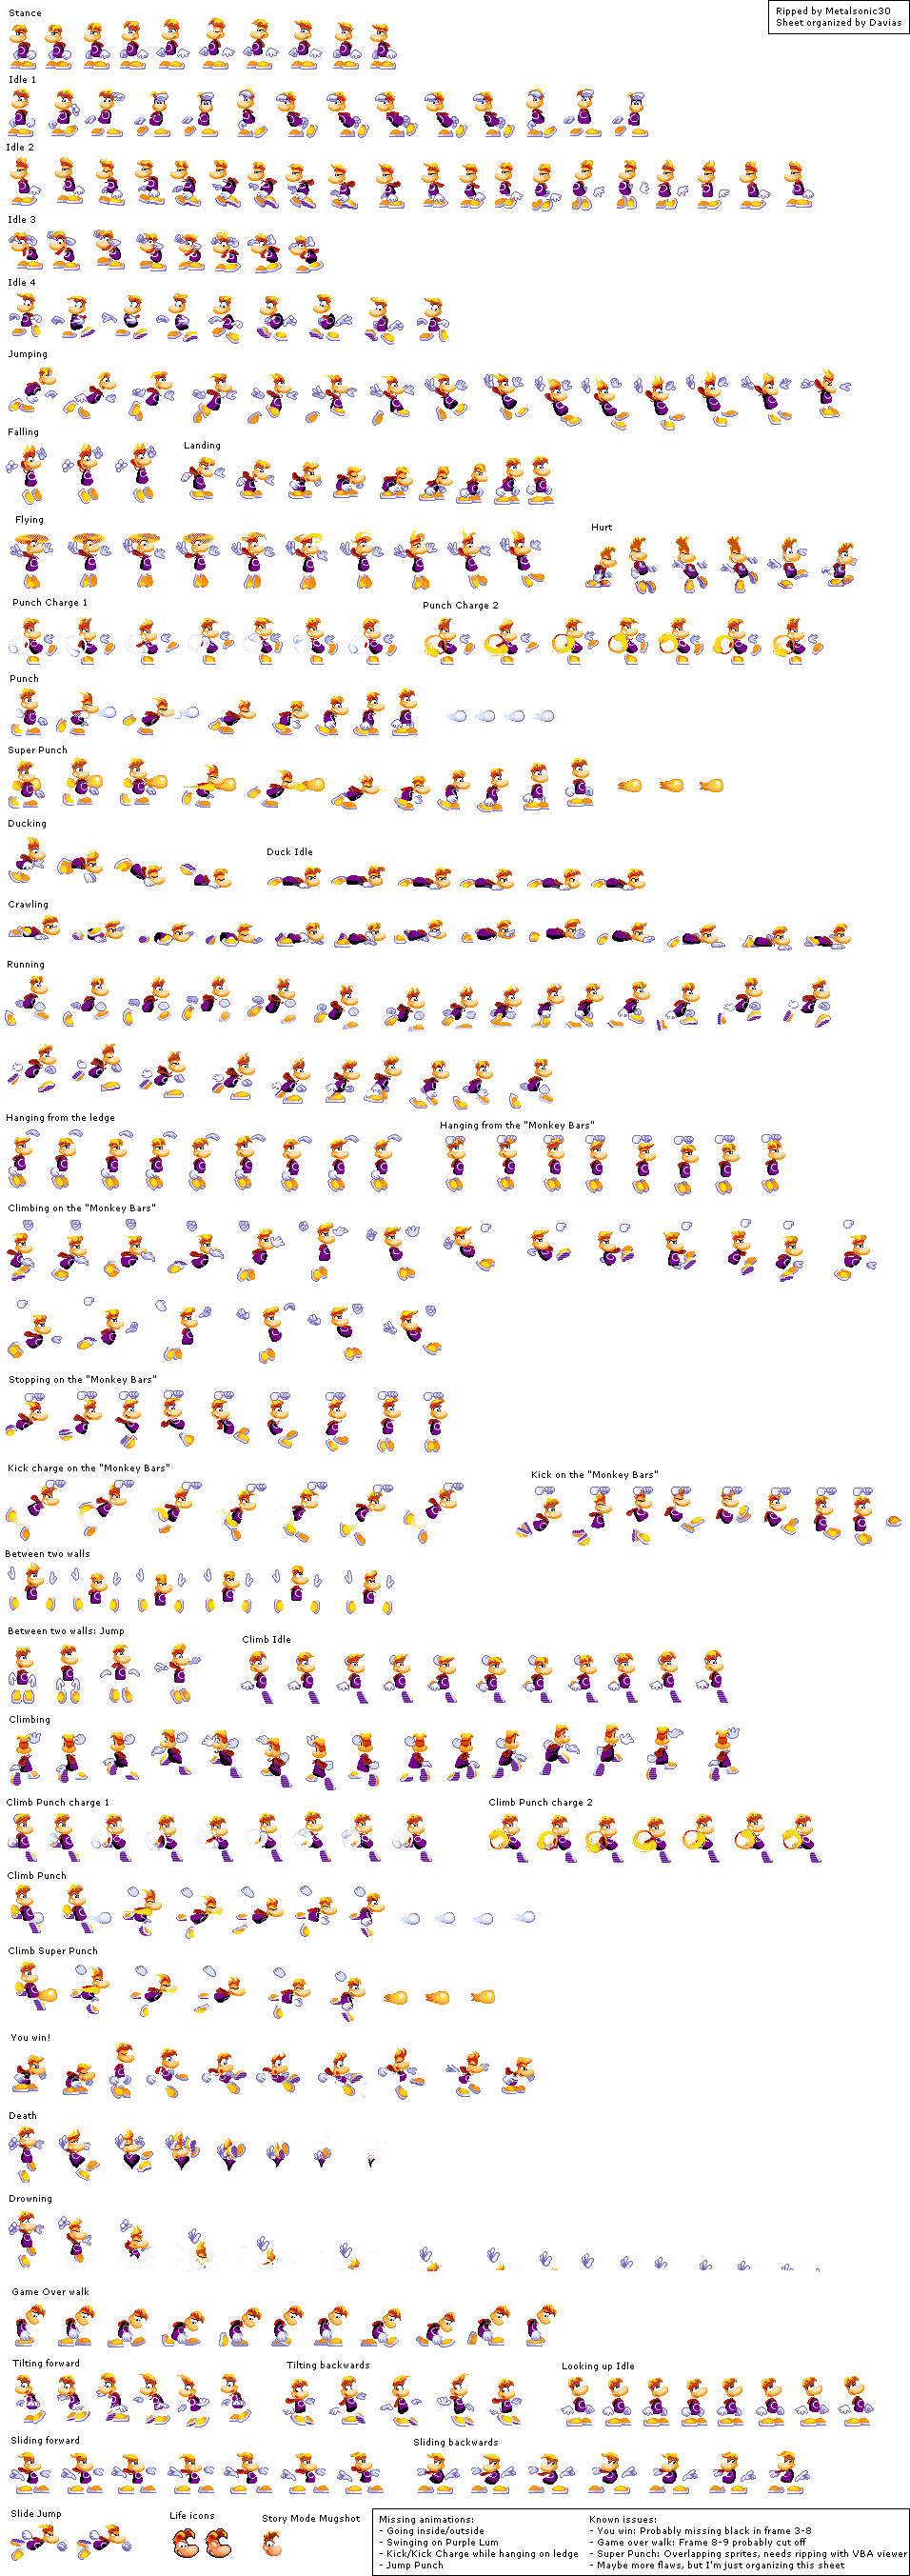 Ripped by Metalsonic30
Sheet organized by Davias
Stance
Idle 1
Idle 2
Idle 3
Idle 4
Jumping
Falling
Landing
Flying
Hurt
Punch Charge 1
Punch Charge 2
Punch
Super Punch
Ducking
Duck Idle
Crawling
Running
Hanging from the ledge
Hanging from the "Monkey Bars"
Climbing on the "Monkey Bars"
Stopping on the "Monkey Bars"
Kick charge on the "Monkey Bars"
Kick on the "Monkey Bars"
Between two walls
Between two walls: Jump
Climb Idle
Climbing
Climb Punch charge 1
Climb Punch charge 2
Climb Punch
Climb Super Punch
You win!
Death
Drowning
Game Over walk
Tilting forward
Tilting backwards
Looking up Idle
Sliding forward
Sliding backwards
Slide Jump
Life icons
Story Mode Mugshot
Missing animations:
- Going inside/outside
- Swinging on Purple Lum
- Kick/Kick Charge while hanging on ledge
- Jump Punch
Known issues:
- You win: Probably missing black in frame 3-8
- Game over walk: Frame 8-9 probably cut off
- Super Punch: Overlapping sprites, needs ripping with VBA viewer
- Maybe more flaws, but I'm just organizing this sheet